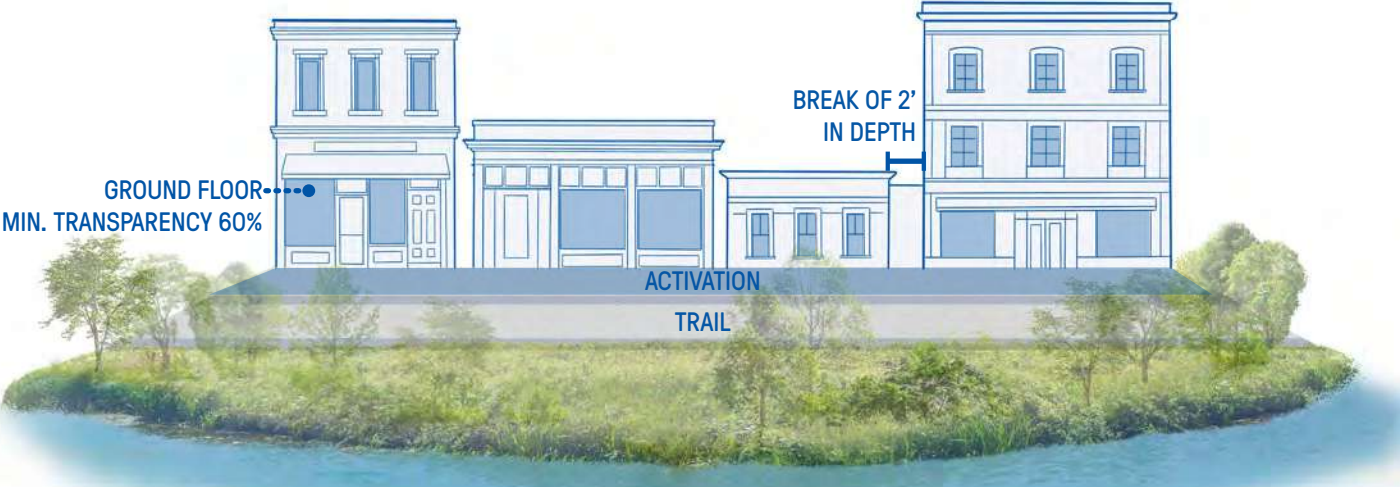 BREAK OF 2’
IN DEPTH
GROUND FLOOR
MIN. TRANSPARENCY 60%
ACTIVATION
TRAIL